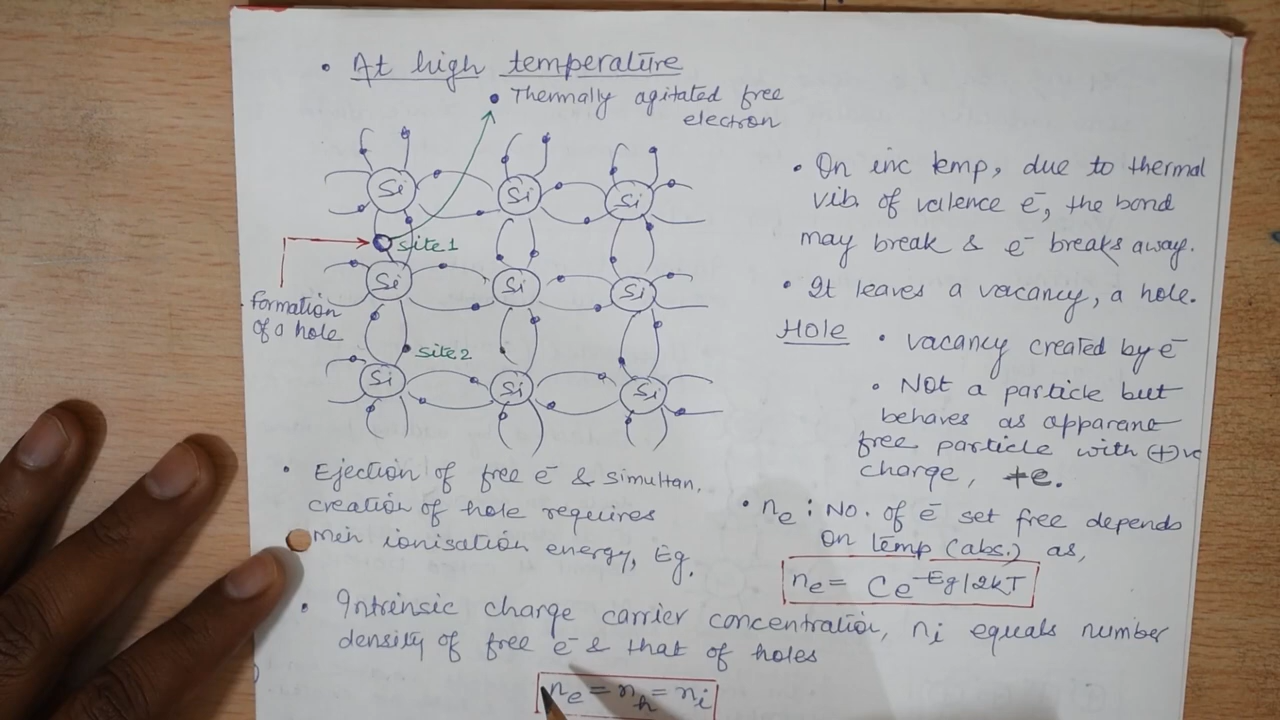 • At high temperature
• Thermally agitated free
electron
Si Si Si
site 1
Si Si Si
Formation
of a hole
site 2
Si Si Si
• On inc temp, due to thermal
vib. of valence e⁻, the bond
may break & e⁻ breaks away.
• It leaves a vacancy, a hole.
Hole • vacancy created by e⁻
• Not a particle but
behaves as apparent
free particle with (+)ve
charge, +e.
• Ejection of free e⁻ & simultan.
creation of hole requires
min ionisation energy, Eg.
• nₑ : No. of e⁻ set free depends
on temp (abs.) as,
nₑ = C e^-Eg/2kT
• Intrinsic charge carrier concentration, nᵢ equals number
density of free e⁻ & that of holes
nₑ = nₕ = nᵢ